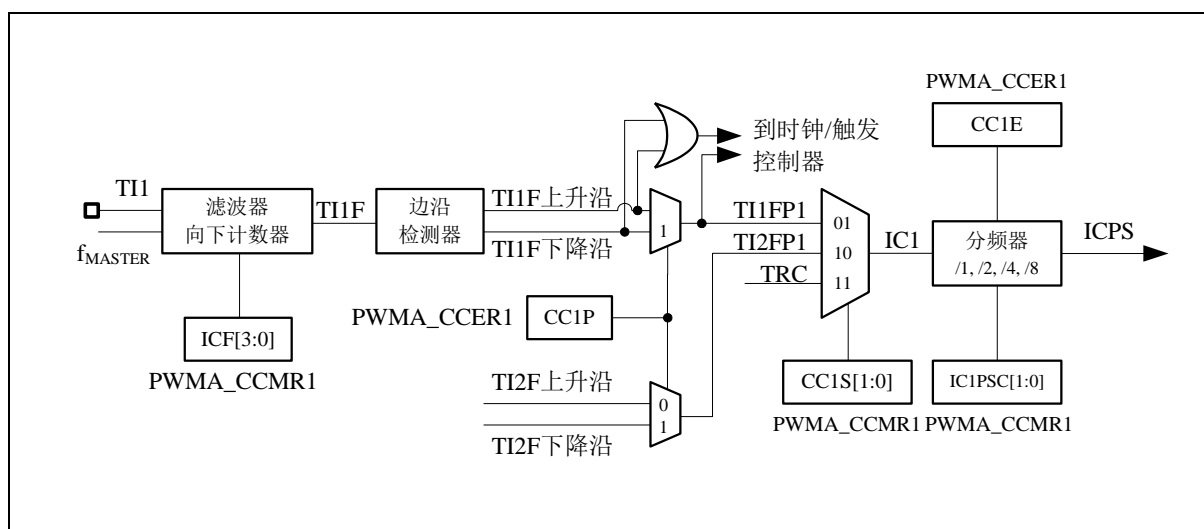 PWMA_CCER1
CC1E
到时钟/触发
控制器
TI1
滤波器
向下计数器
TI1F
边沿
检测器
TI1F上升沿
TI1F下降沿
1
TI1FP1
TI2FP1
TRC
01
10
11
IC1
分频器
/1, /2, /4, /8
ICPS
fMASTER
PWMA_CCER1
CC1P
ICF[3:0]
PWMA_CCMR1
TI2F上升沿
TI2F下降沿
0
1
CC1S[1:0]
PWMA_CCMR1
IC1PSC[1:0]
PWMA_CCMR1